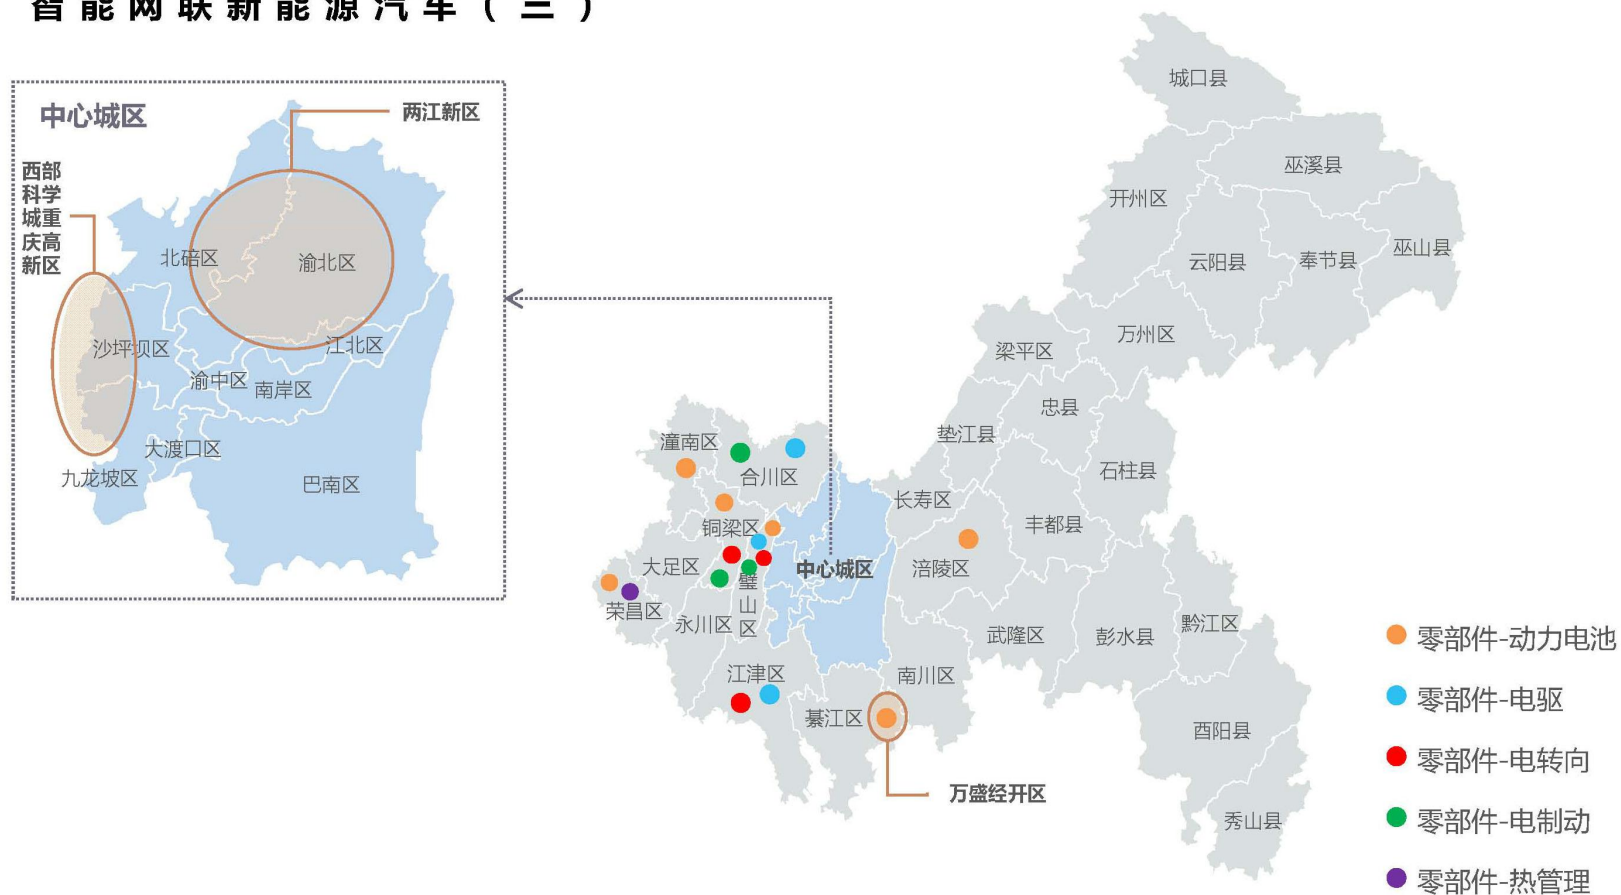 智能网联新能源汽车（三）
中心城区
两江新区
西部
科学
城重
庆高
新区
北碚区
渝北区
沙坪坝区
江北区
渝中区
南岸区
大渡口区
九龙坡区
巴南区
城口县
巫溪县
开州区
巫山县
云阳县
奉节县
万州区
梁平区
忠县
垫江县
石柱县
潼南区
合川区
长寿区
铜梁区
丰都县
大足区
中心城区
涪陵区
璧
山
区
荣昌区
永川区
武隆区
彭水县
黔江区
江津区
南川区
綦江区
酉阳县
万盛经开区
秀山县
零部件-动力电池
零部件-电驱
零部件-电转向
零部件-电制动
零部件-热管理